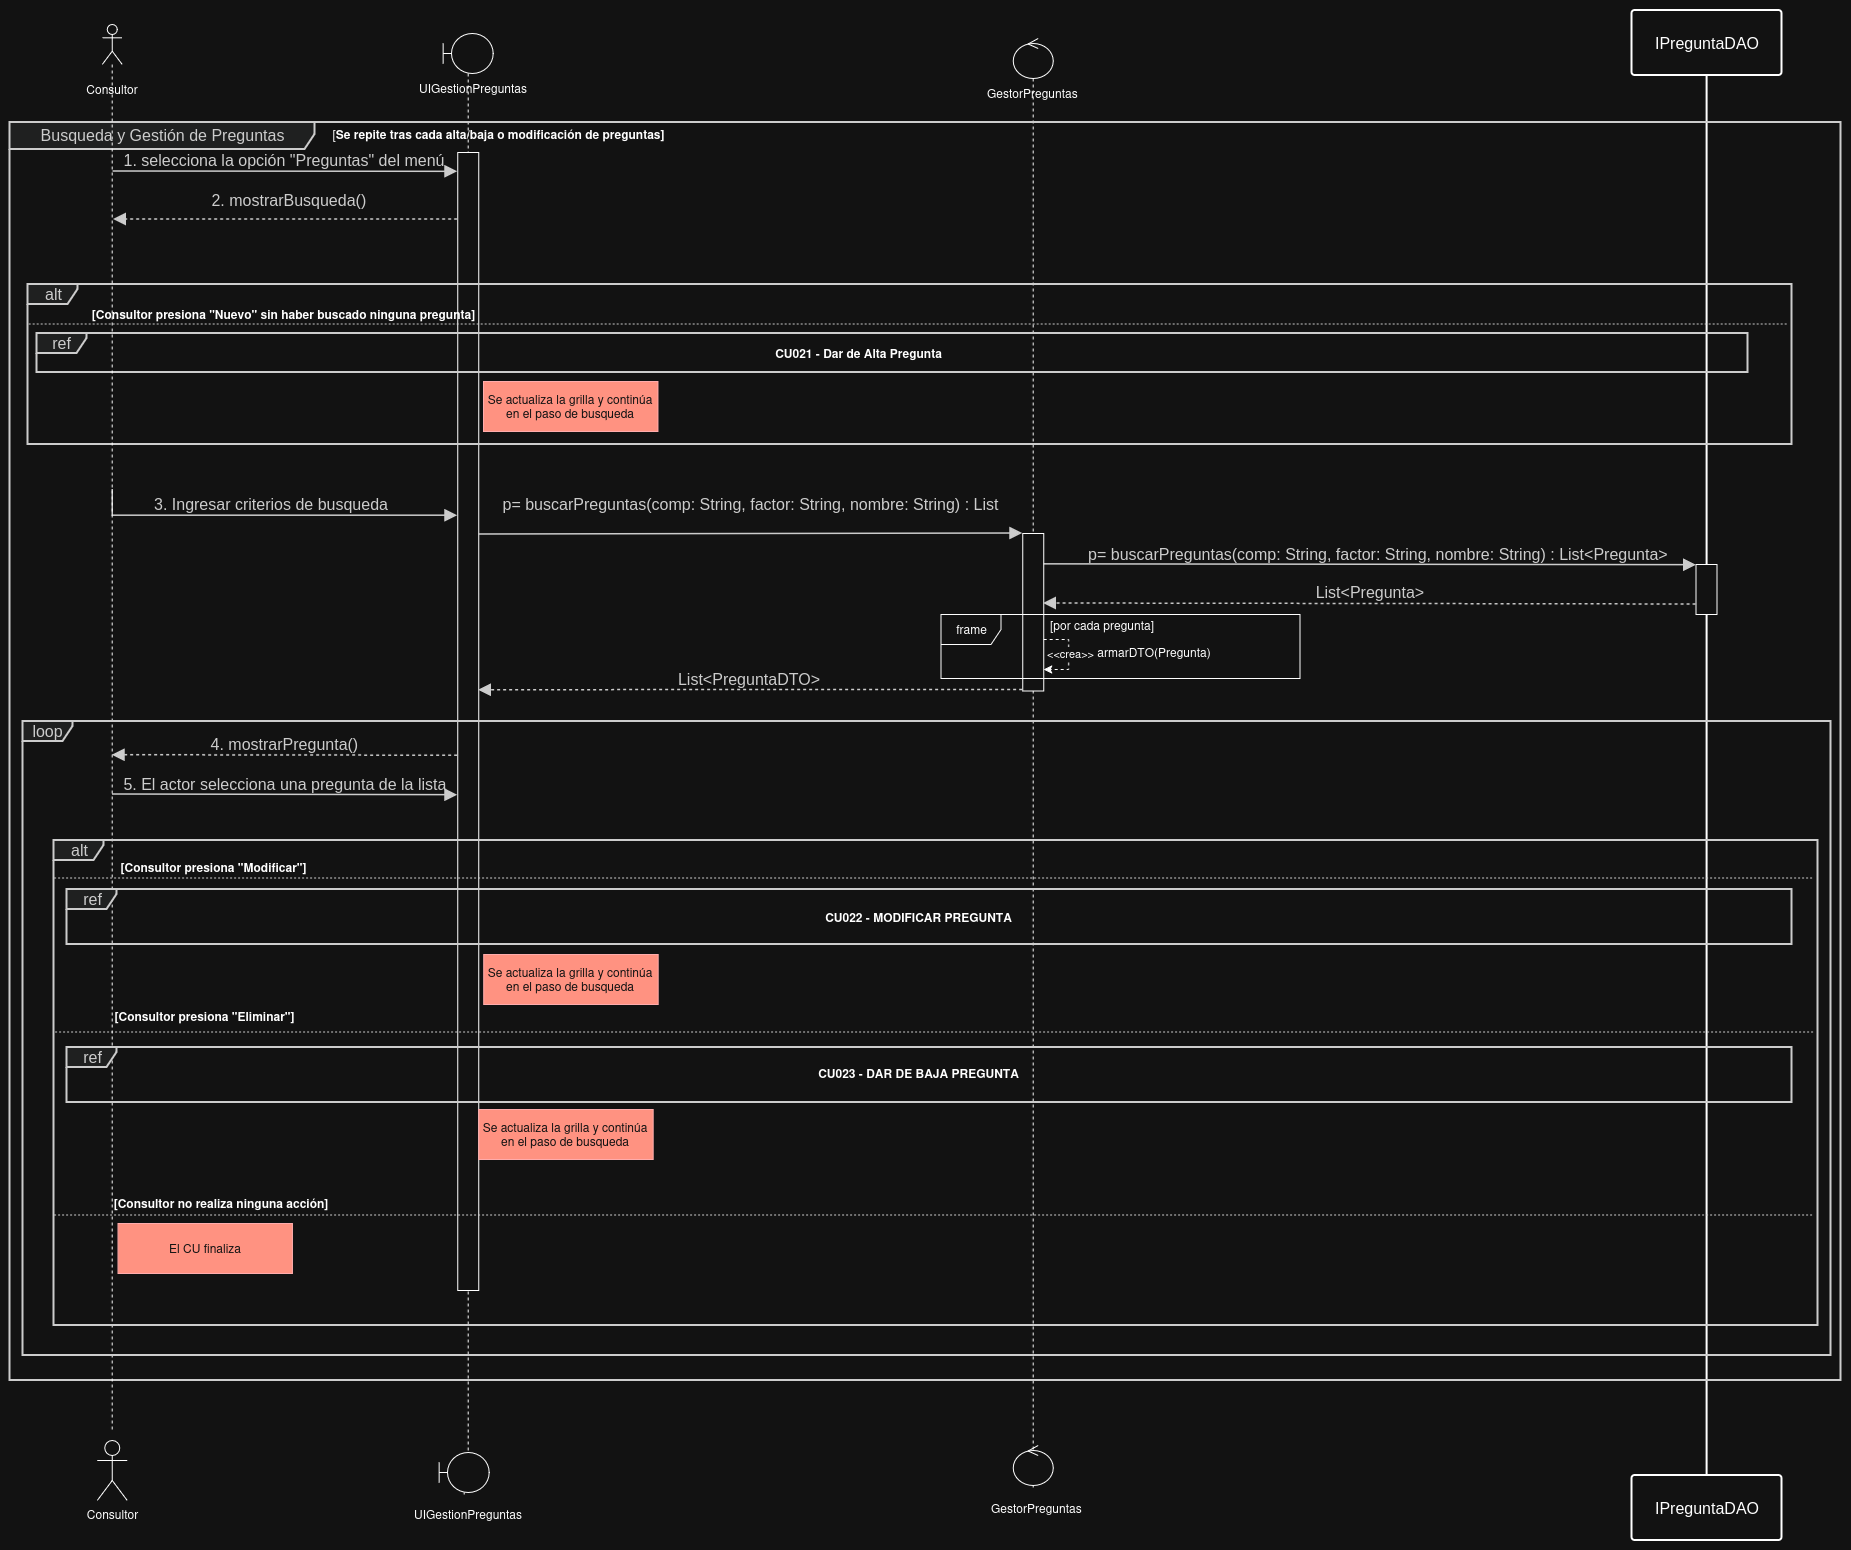 Consultor
UIGestionPreguntas
GestorPreguntas
IPreguntaDAO
Busqueda y Gestión de Preguntas
[Se repite tras cada alta/baja o modificación de preguntas]
1. selecciona la opción "Preguntas" del menú
2. mostrarBusqueda()
alt
[Consultor presiona "Nuevo" sin haber buscado ninguna pregunta]
ref
CU021 - Dar de Alta Pregunta
Se actualiza la grilla y continúa
en el paso de busqueda
3. Ingresar criterios de busqueda
p= buscarPreguntas(comp: String, factor: String, nombre: String) : List
p= buscarPreguntas(comp: String, factor: String, nombre: String) : List<Pregunta>
List<Pregunta>
frame
[por cada pregunta]
<<crea>> armarDTO(Pregunta)
List<PreguntaDTO>
loop
4. mostrarPregunta()
5. El actor selecciona una pregunta de la lista
alt
[Consultor presiona "Modificar"]
ref
CU022 - MODIFICAR PREGUNTA
Se actualiza la grilla y continúa
en el paso de busqueda
[Consultor presiona "Eliminar"]
ref
CU023 - DAR DE BAJA PREGUNTA
Se actualiza la grilla y continúa
en el paso de busqueda
[Consultor no realiza ninguna acción]
El CU finaliza
Consultor
UIGestionPreguntas
GestorPreguntas
IPreguntaDAO